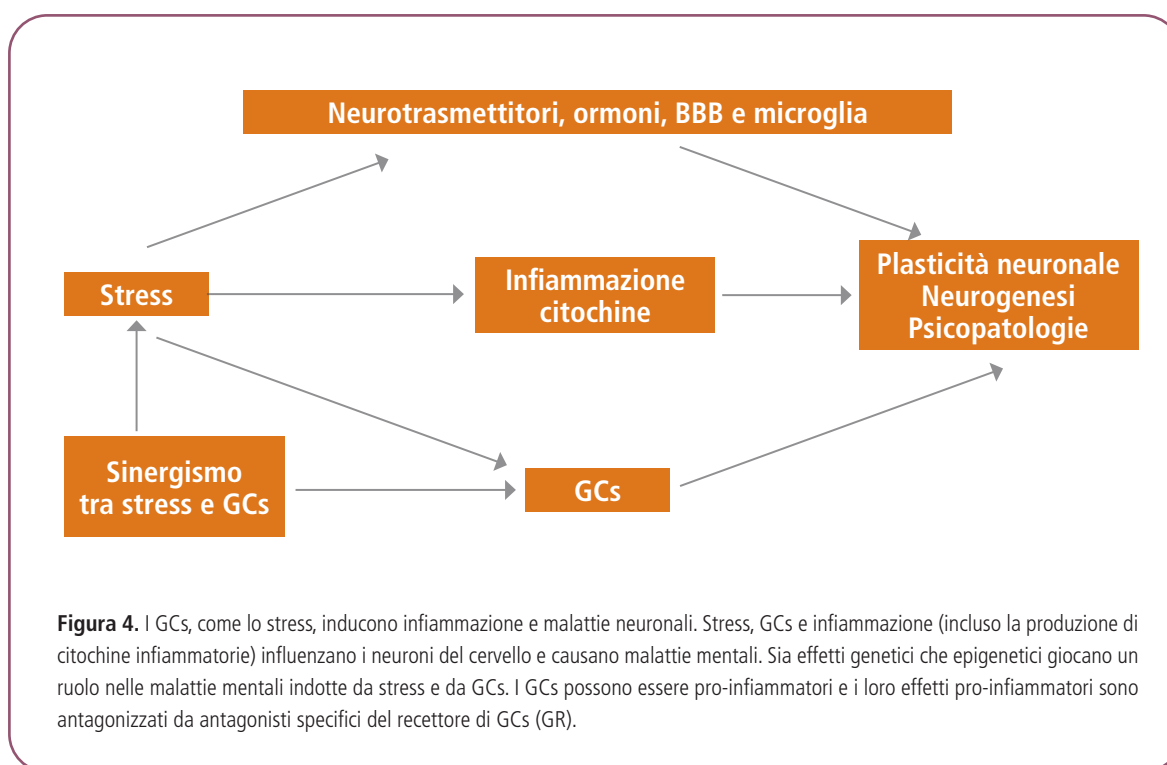 Neurotrasmettitori, ormoni, BBB e microglia
Stress
Infiammazione
citochine
Plasticità neuronale
Neurogenesi
Psicopatologie
Sinergismo
tra stress e GCs
GCs
Figura 4. I GCs, come lo stress, inducono infiammazione e malattie neuronali. Stress, GCs e infiammazione (incluso la produzione di
citochine infiammatorie) influenzano i neuroni del cervello e causano malattie mentali. Sia effetti genetici che epigenetici giocano un
ruolo nelle malattie mentali indotte da stress e da GCs. I GCs possono essere pro-infiammatori e i loro effetti pro-infiammatori sono
antagonizzati da antagonisti specifici del recettore di GCs (GR).